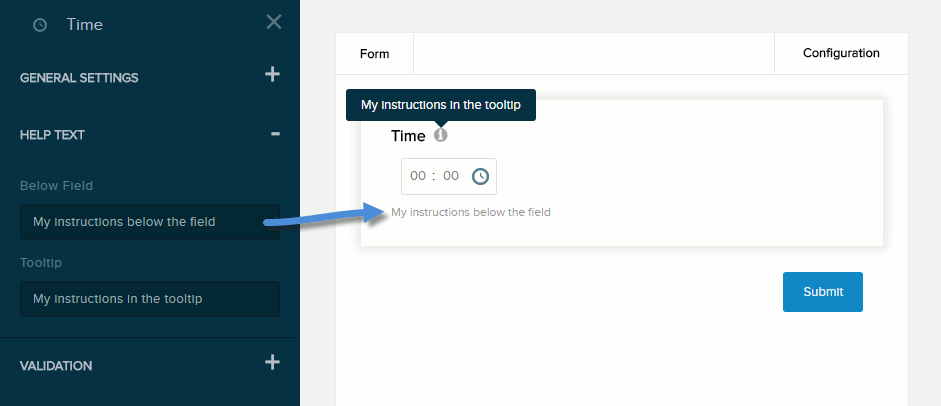 Time
GENERAL SETTINGS
HELP TEXT
Below Field
My instructions below the field
Tooltip
My instructions in the tooltip
VALIDATION
Form
Configuration
My instructions in the tooltip
Time
00 : 00
My instructions below the field
Submit